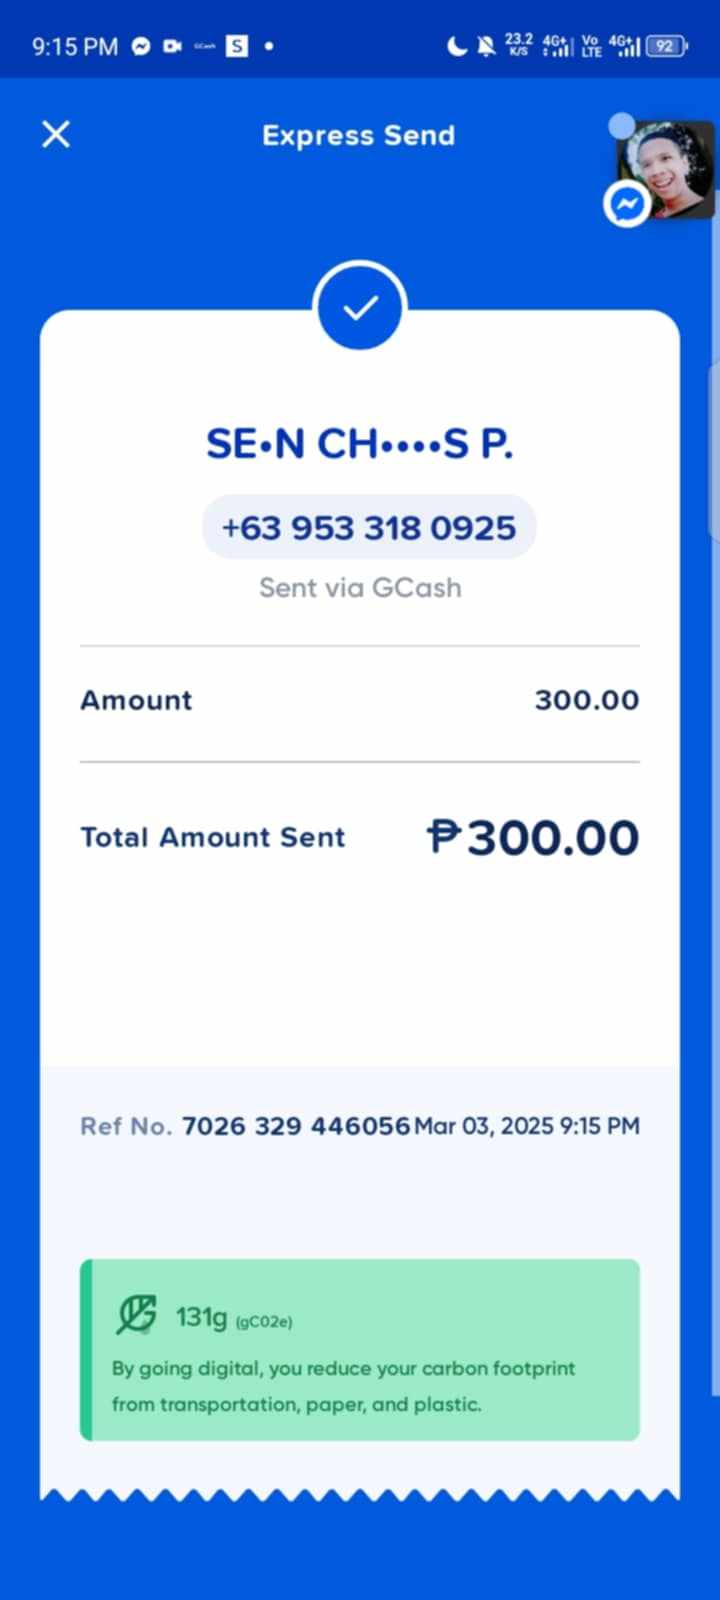 9:15 PM GCash S 23.2 K/S 4G+ Vo LTE 4G+ 92
Express Send
SE•N CH••••S P.
+63 953 318 0925
Sent via GCash
Amount 300.00
Total Amount Sent ₱300.00
Ref No. 7026 329 446056 Mar 03, 2025 9:15 PM
131g (gC02e)
By going digital, you reduce your carbon footprint
from transportation, paper, and plastic.